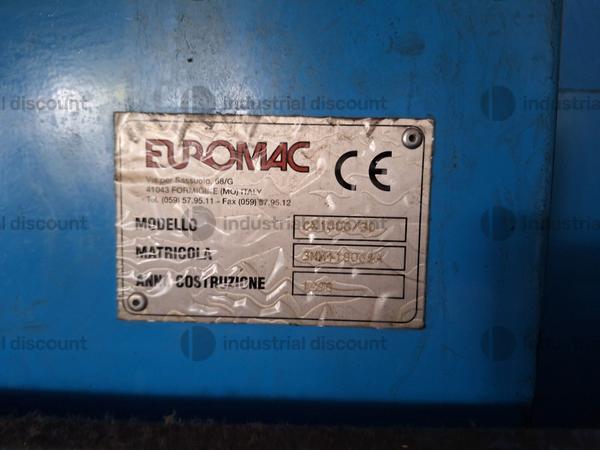 EUROMAC
CE
Via per Sassuolo, 68/G
41043 FORMIGINE (MO) ITALY
Tel. (059) 57.95.11 - Fax (059) 57.95.12
MODELLO
MATRICOLA
ANNO COSTRUZIONE
industrial discount
industrial discount
industrial discount
industrial discount
industrial discount
industrial discount